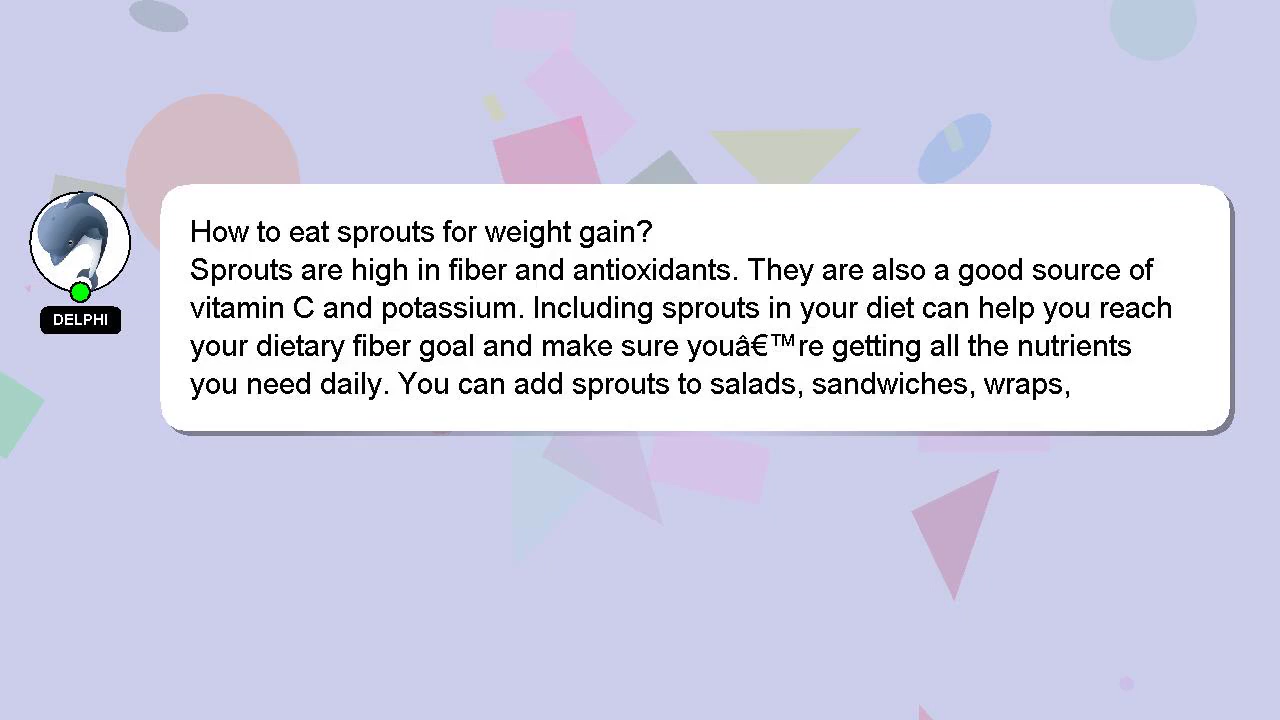 How to eat sprouts for weight gain?
Sprouts are high in fiber and antioxidants. They are also a good source of
vitamin C and potassium. Including sprouts in your diet can help you reach
your dietary fiber goal and make sure youâ€™re getting all the nutrients
you need daily. You can add sprouts to salads, sandwiches, wraps,
DELPHI